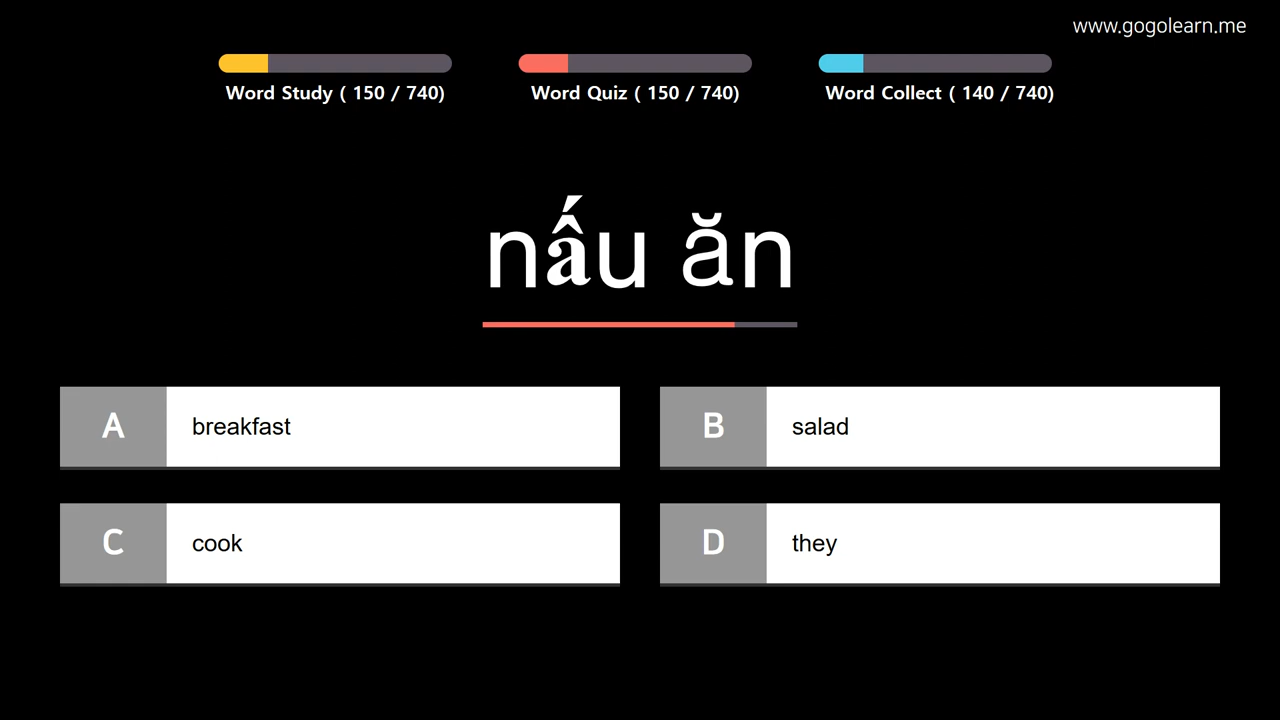 www.gogolearn.me
Word Study ( 150 / 740)
Word Quiz ( 150 / 740)
Word Collect ( 140 / 740)
nấu ăn
A breakfast
B salad
C cook
D they